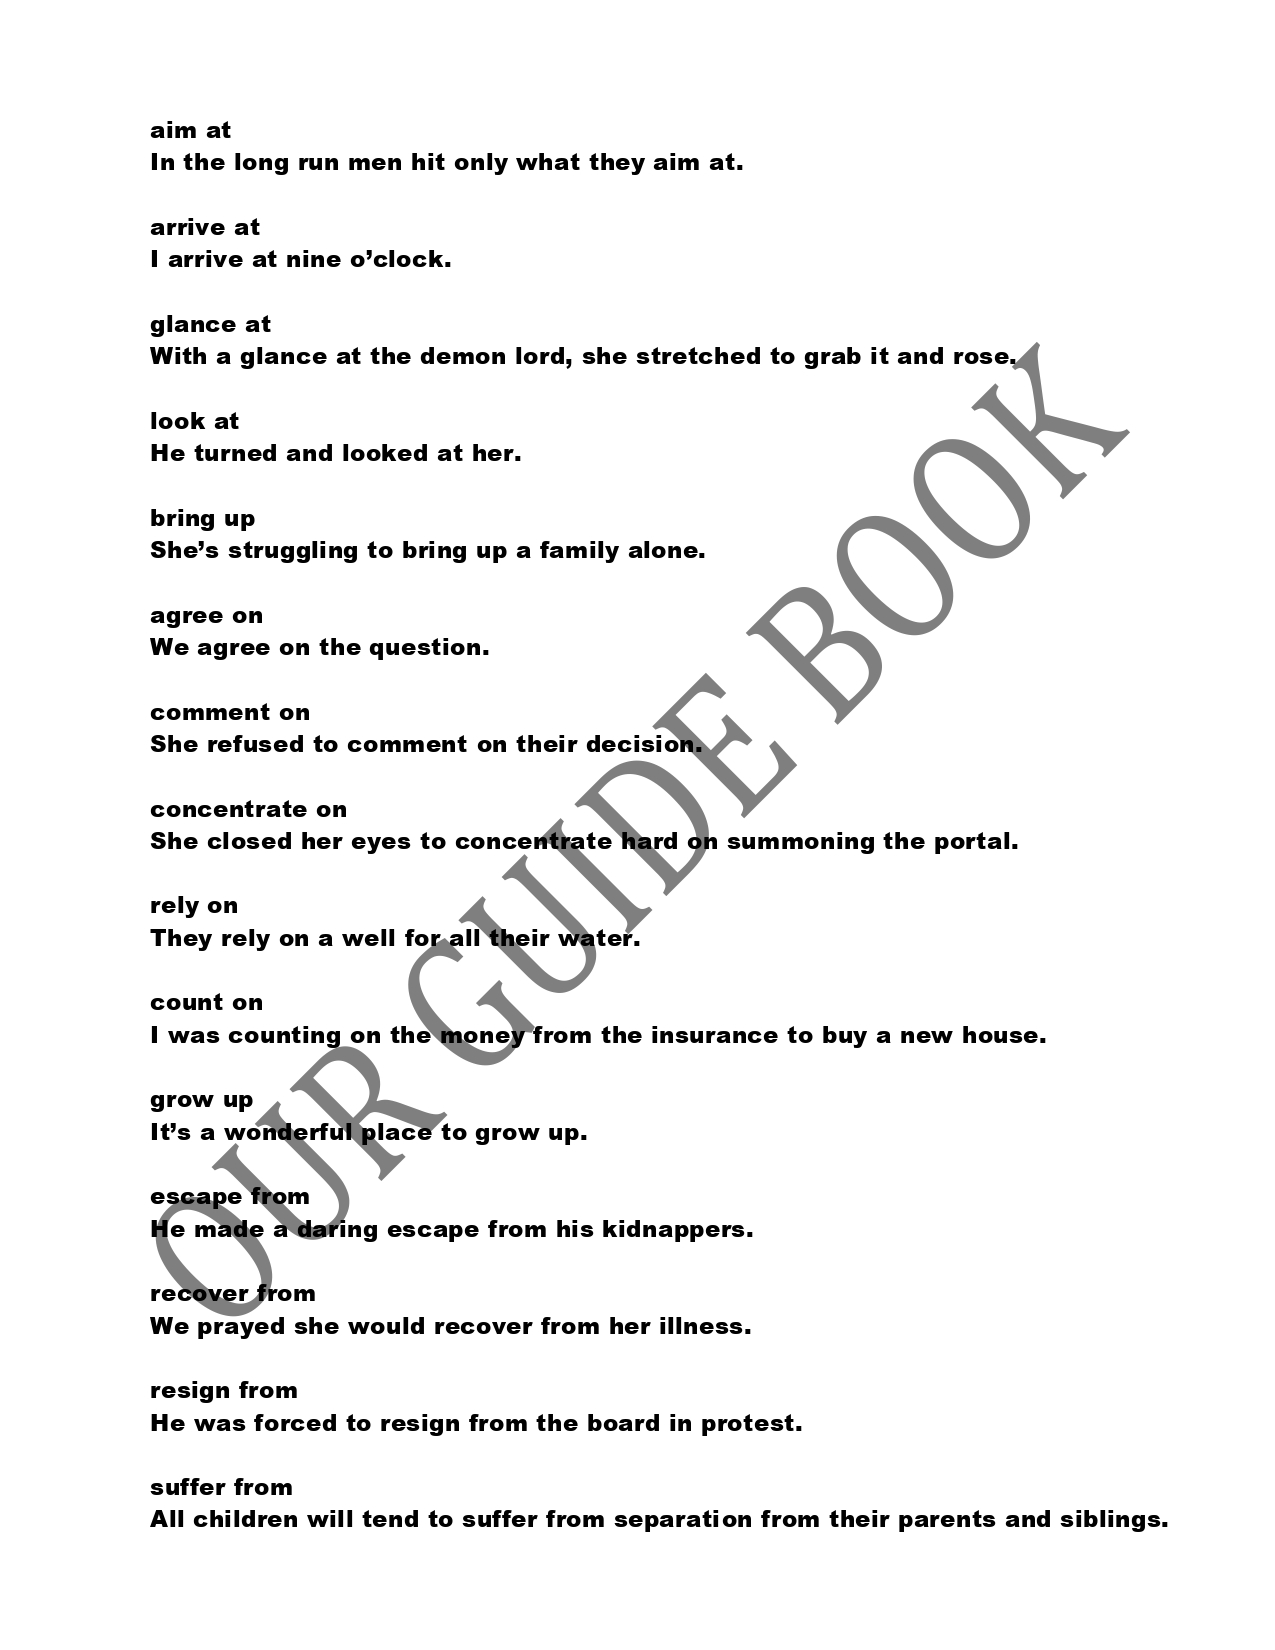 aim at
In the long run men hit only what they aim at.
arrive at
I arrive at nine o’clock.
glance at
With a glance at the demon lord, she stretched to grab it and rose.
look at
He turned and looked at her.
bring up
She’s struggling to bring up a family alone.
agree on
We agree on the question.
comment on
She refused to comment on their decision.
concentrate on
She closed her eyes to concentrate hard on summoning the portal.
rely on
They rely on a well for all their water.
count on
I was counting on the money from the insurance to buy a new house.
grow up
It’s a wonderful place to grow up.
escape from
He made a daring escape from his kidnappers.
recover from
We prayed she would recover from her illness.
resign from
He was forced to resign from the board in protest.
suffer from
All children will tend to suffer from separation from their parents and siblings.
OUR GUIDE BOOK